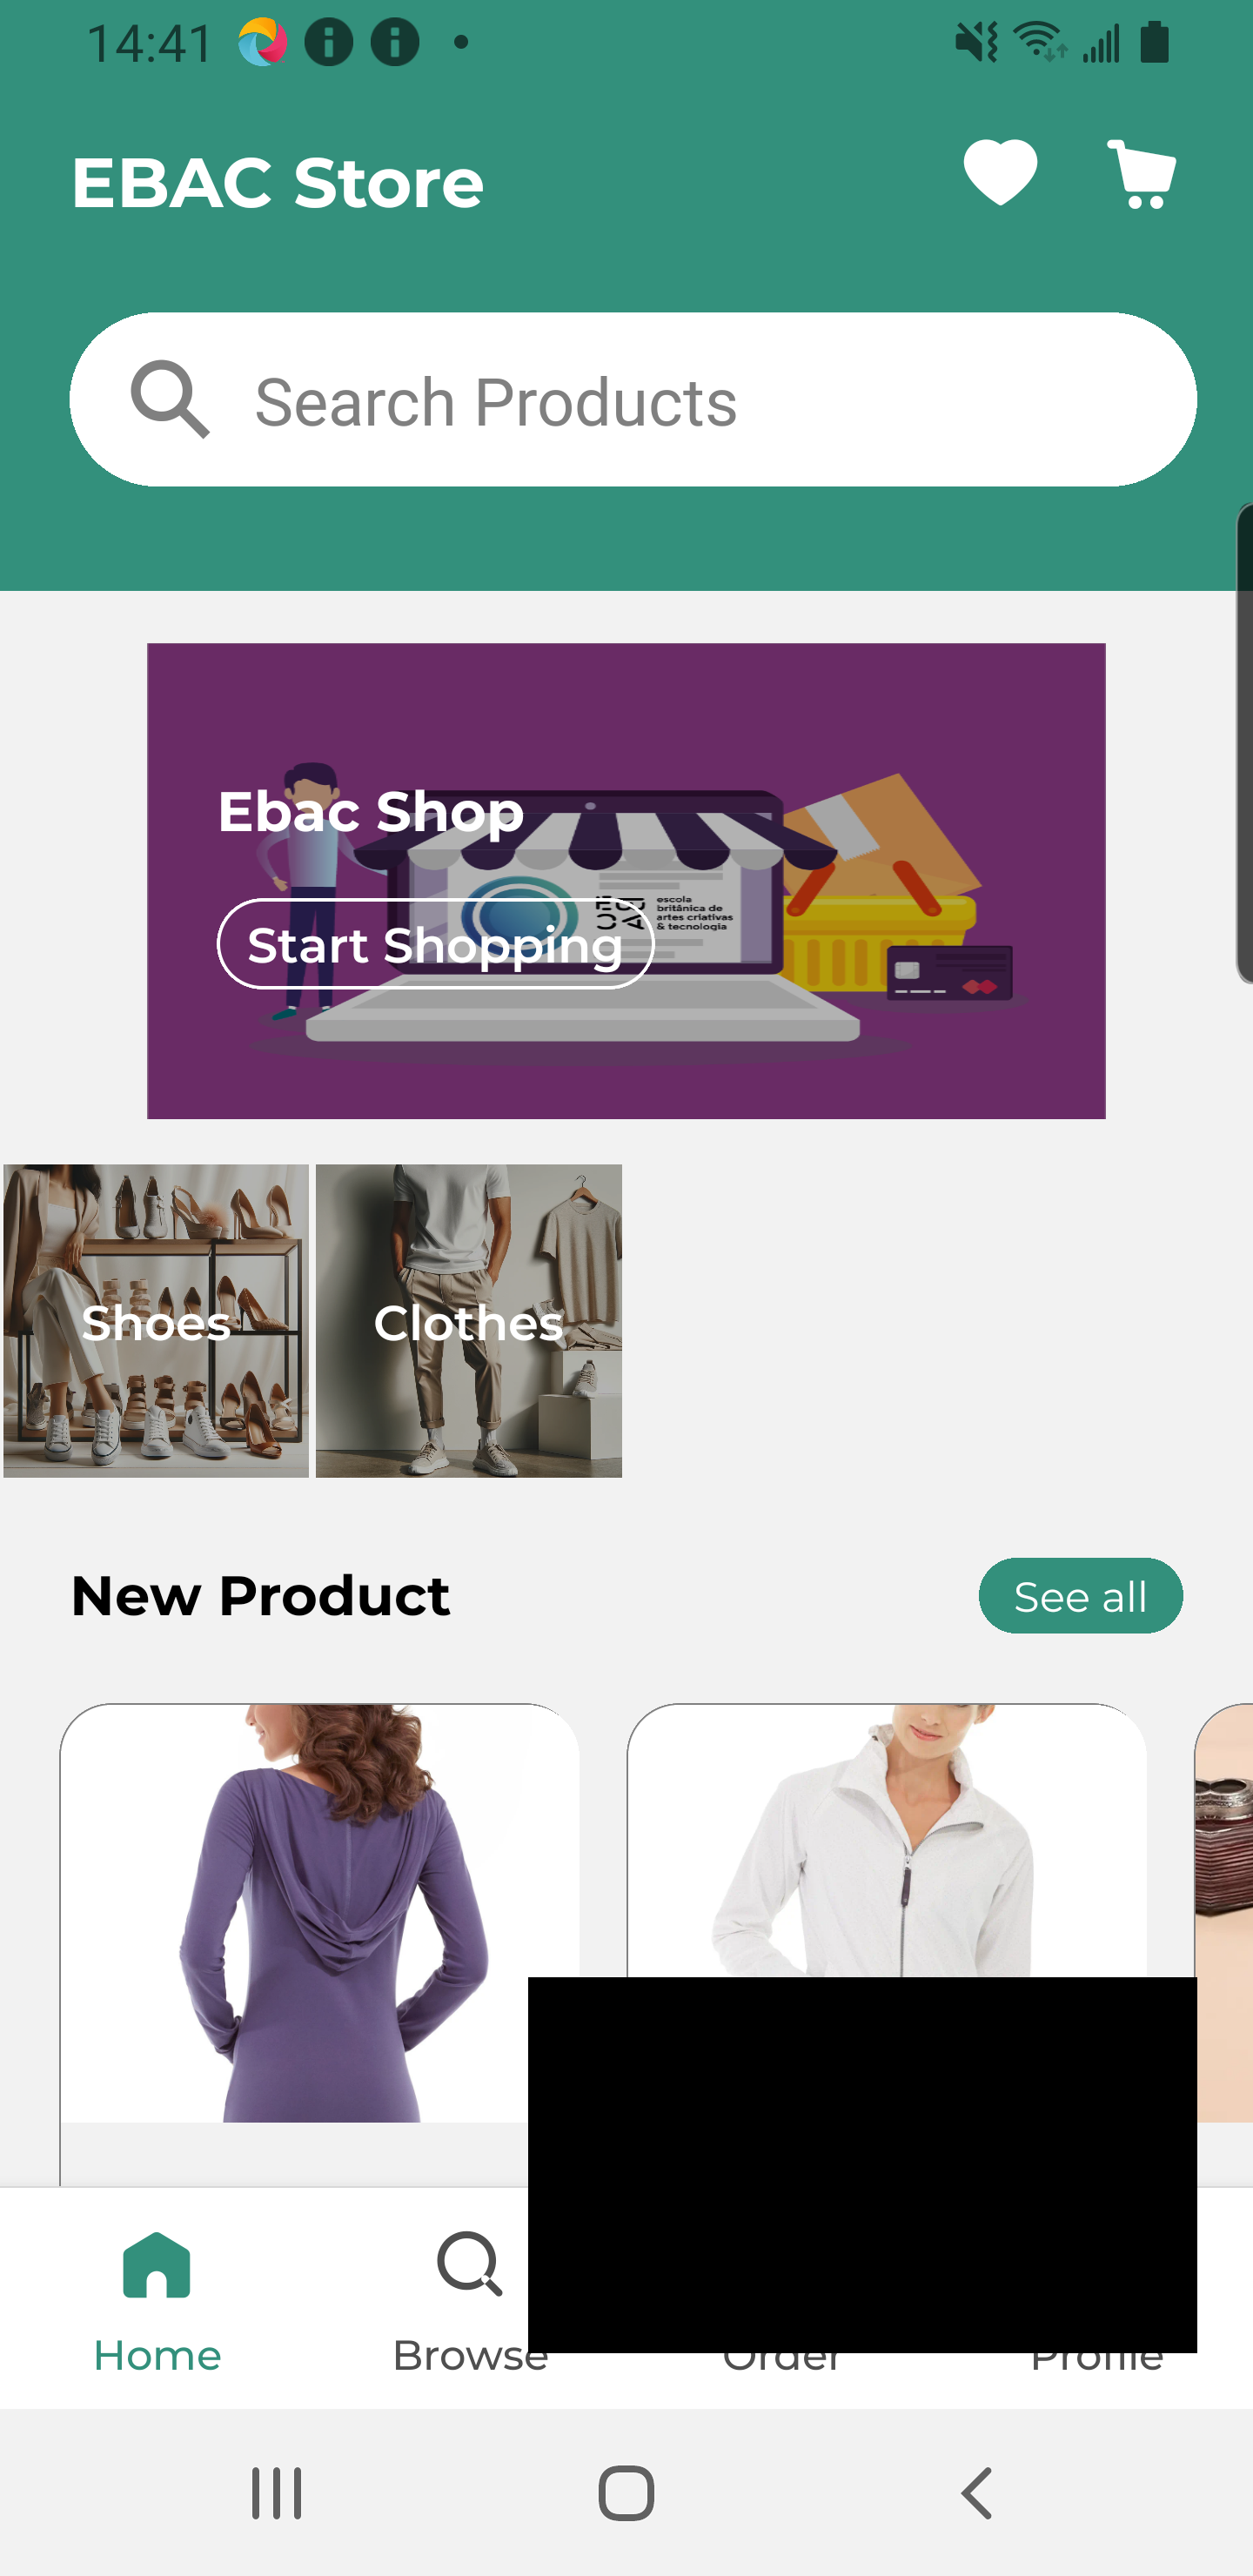 14:41
EBAC Store
Search Products
Ebac Shop
escola
britânica de
artes criativas
& tecnologia
Start Shopping
Shoes
Clothes
New Product
See all
Home
Browse
Order
Profile